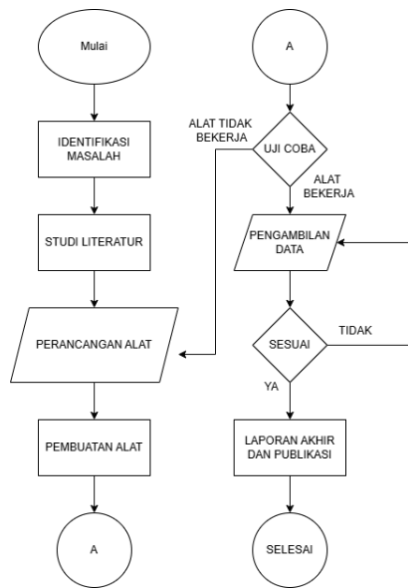 Mulai
IDENTIFIKASI
MASALAH
STUDI LITERATUR
PERANCANGAN ALAT
PEMBUATAN ALAT
A
A
ALAT TIDAK
BEKERJA
UJI COBA
ALAT
BEKERJA
PENGAMBILAN
DATA
SESUAI
TIDAK
YA
LAPORAN AKHIR
DAN PUBLIKASI
SELESAI